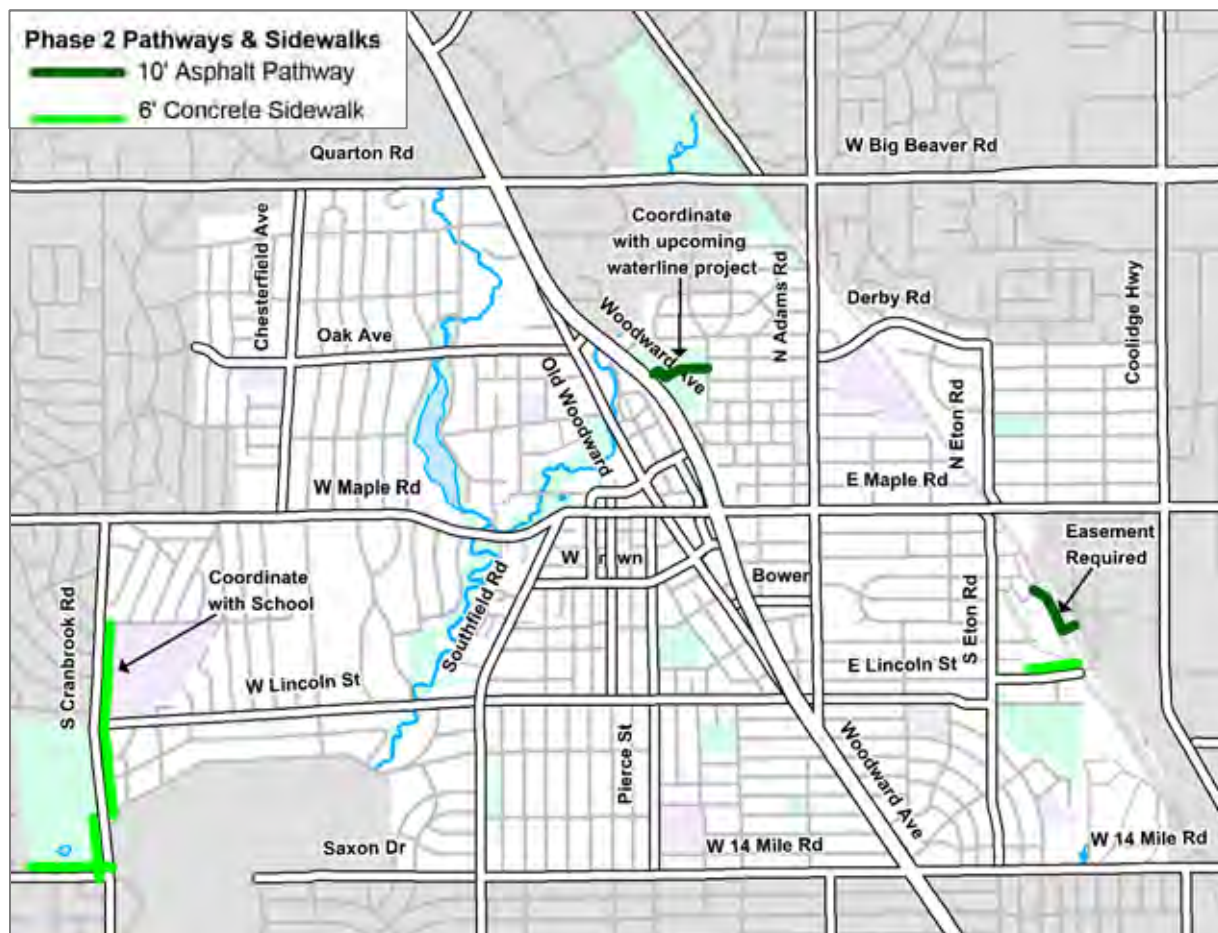 Phase 2 Pathways & Sidewalks
10' Asphalt Pathway
6' Concrete Sidewalk
Quarton Rd
W Big Beaver Rd
Coordinate
with upcoming
waterline project
Chesterfield Ave
N Adams Rd
Derby Rd
Coolidge Hwy
Oak Ave
Woodward Ave
Old Woodward
N Eton Rd
W Maple Rd
E Maple Rd
Easement
Required
W
wn
Bower
Coordinate
with School
S Cranbrook Rd
Southfield Rd
S Eton Rd
W Lincoln St
E Lincoln St
Pierce St
Woodward Ave
Saxon Dr
W 14 Mile Rd
W 14 Mile Rd